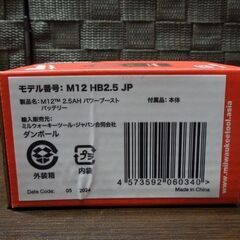 モデル番号: M12 HB2.5 JP
製品名: M12™ 2.5AH パワーブースト
バッテリー
付属品: 本体
輸入販売元:
ミルウォーキーツール・ジャパン合同会社
ダンボール
外装箱
内袋
4 573592 060340 >
Date Code: 05 2024
Made in China
www.milwaukeetool.asia